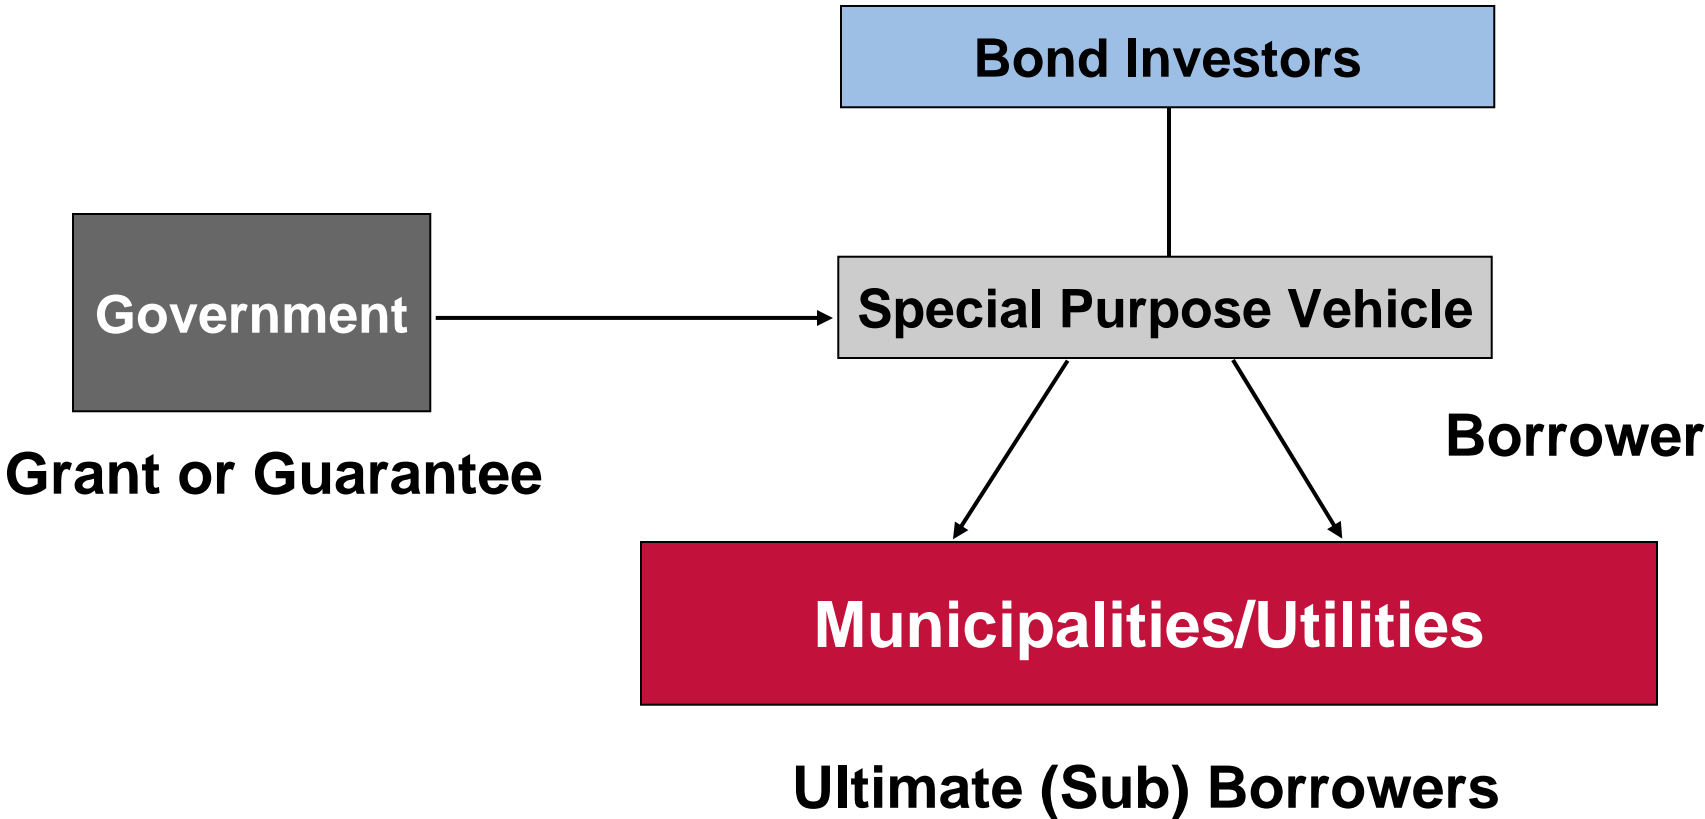 Bond Investors
Government
Special Purpose Vehicle
Grant or Guarantee
Borrower
Municipalities/Utilities
Ultimate (Sub) Borrowers